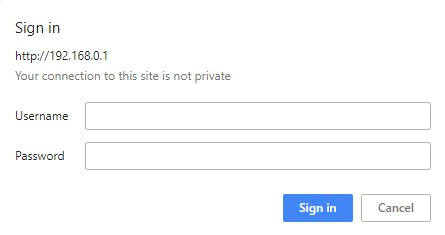 Sign in
http://192.168.0.1
Your connection to this site is not private
Username
Password
Sign in Cancel